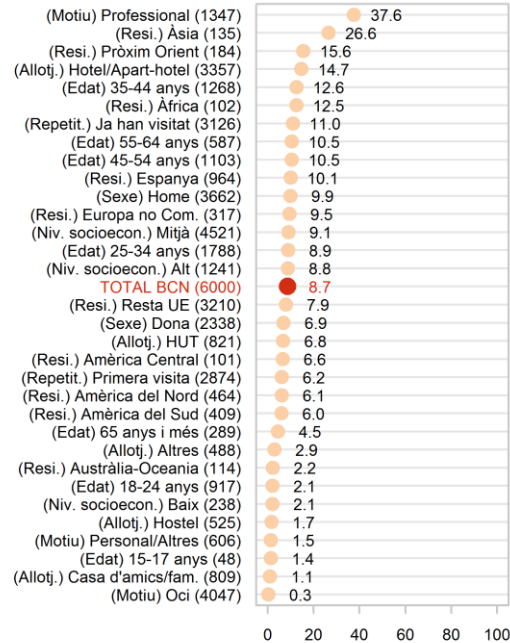 (Motiu) Professional (1347) 37.6
(Resi.) Àsia (135) 26.6
(Resi.) Pròxim Orient (184) 15.6
(Allotj.) Hotel/Apart-hotel (3357) 14.7
(Edat) 35-44 anys (1268) 12.6
(Resi.) Àfrica (102) 12.5
(Repetit.) Ja han visitat (3126) 11.0
(Edat) 55-64 anys (587) 10.5
(Edat) 45-54 anys (1103) 10.5
(Resi.) Espanya (964) 10.1
(Sexe) Home (3662) 9.9
(Resi.) Europa no Com. (317) 9.5
(Niv. socioecon.) Mitjà (4521) 9.1
(Edat) 25-34 anys (1788) 8.9
(Niv. socioecon.) Alt (1241) 8.8
TOTAL BCN (6000) 8.7
(Resi.) Resta UE (3210) 7.9
(Sexe) Dona (2338) 6.9
(Allotj.) HUT (821) 6.8
(Resi.) Amèrica Central (101) 6.6
(Repetit.) Primera visita (2874) 6.2
(Resi.) Amèrica del Nord (464) 6.1
(Resi.) Amèrica del Sud (409) 6.0
(Edat) 65 anys i més (289) 4.5
(Allotj.) Altres (488) 2.9
(Resi.) Austràlia-Oceania (114) 2.2
(Edat) 18-24 anys (917) 2.1
(Niv. socioecon.) Baix (238) 2.1
(Allotj.) Hostel (525) 1.7
(Motiu) Personal/Altres (606) 1.5
(Edat) 15-17 anys (48) 1.4
(Allotj.) Casa d'amics/fam. (809) 1.1
(Motiu) Oci (4047) 0.3
0 20 40 60 80 100